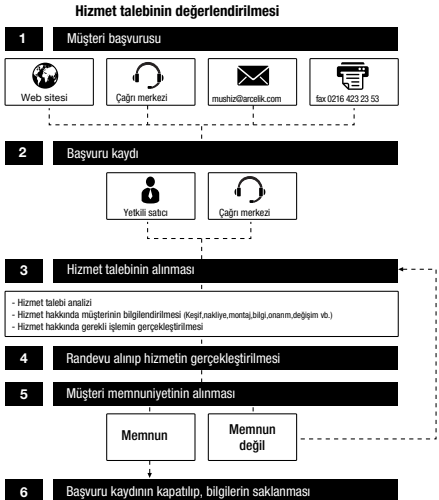 Hizmet talebinin değerlendirilmesi
1 Müşteri başvurusu
Web sitesi
Çağrı merkezi
mushiz@arcelik.com
fax 0216 423 23 53
2 Başvuru kaydı
Yetkili satıcı
Çağrı merkezi
3 Hizmet talebinin alınması
- Hizmet talebi analizi
- Hizmet hakkında müşterinin bilgilendirilmesi (Keşif,nakliye,montaj,bilgi,onarım,değişim vb.)
- Hizmet hakkında gerekli işlemin gerçekleştirilmesi
4 Randevu alınıp hizmetin gerçekleştirilmesi
5 Müşteri memnuniyetinin alınması
Memnun
Memnun
değil
6 Başvuru kaydının kapatılıp, bilgilerin saklanması